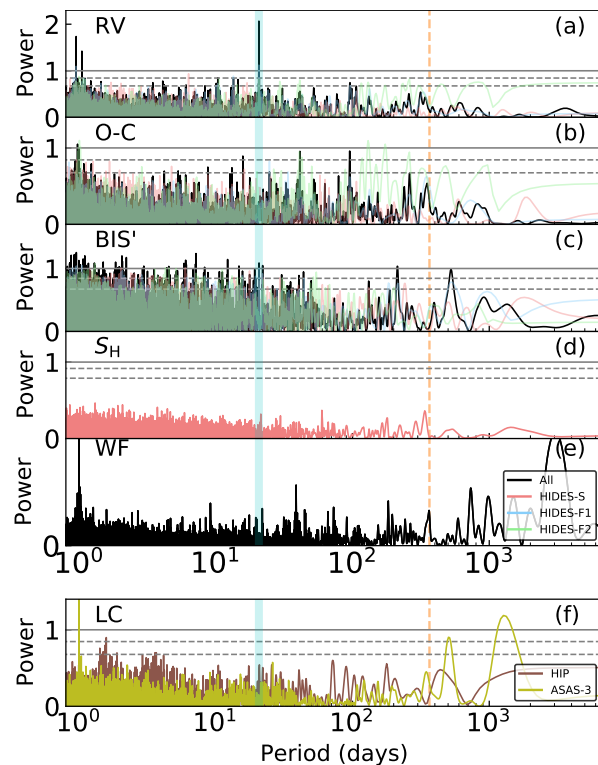 RV
(a)
Power
2
1
0
O-C
(b)
Power
1
0
BIS'
(c)
Power
1
0
S_H
(d)
Power
1
0
WF
(e)
Power
0
All
HIDES-S
HIDES-F1
HIDES-F2
10^0
10^1
10^2
10^3
LC
(f)
Power
1
0
HIP
ASAS-3
10^0
10^1
10^2
10^3
Period (days)